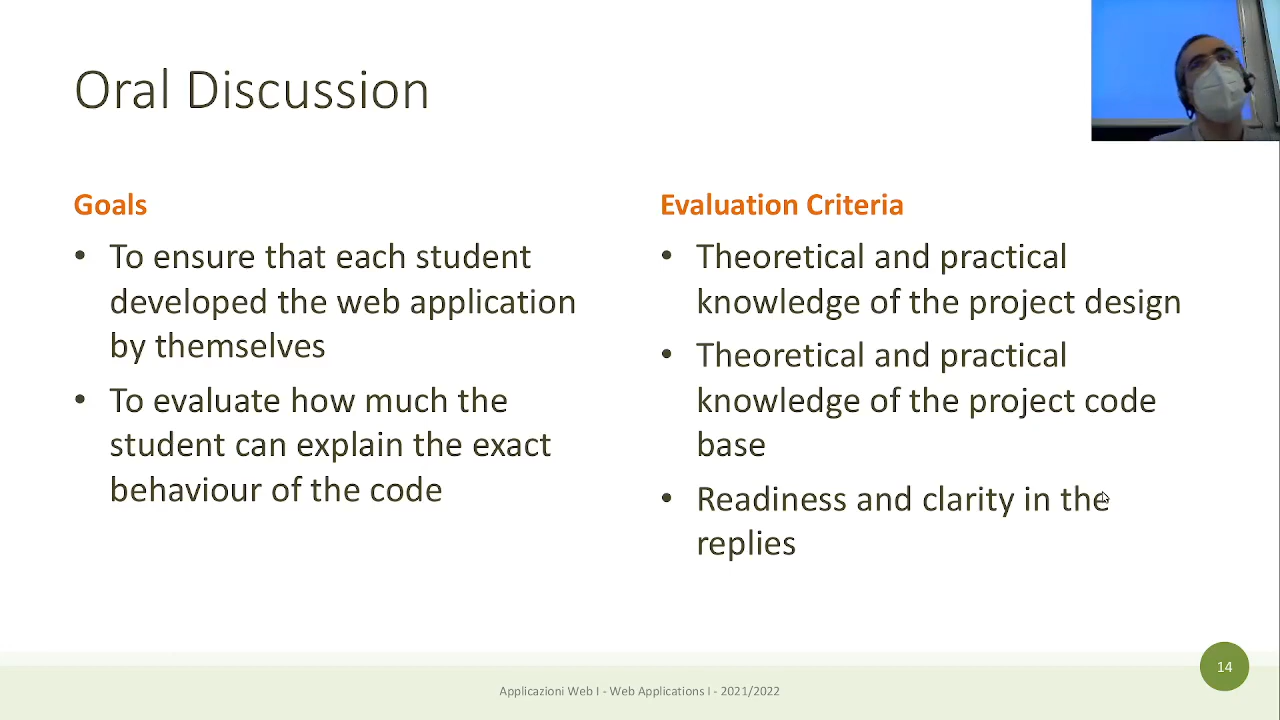 Oral Discussion
Goals
• To ensure that each student
developed the web application
by themselves
• To evaluate how much the
student can explain the exact
behaviour of the code
Evaluation Criteria
• Theoretical and practical
knowledge of the project design
• Theoretical and practical
knowledge of the project code
base
• Readiness and clarity in the
replies
Applicazioni Web I - Web Applications I - 2021/2022
14